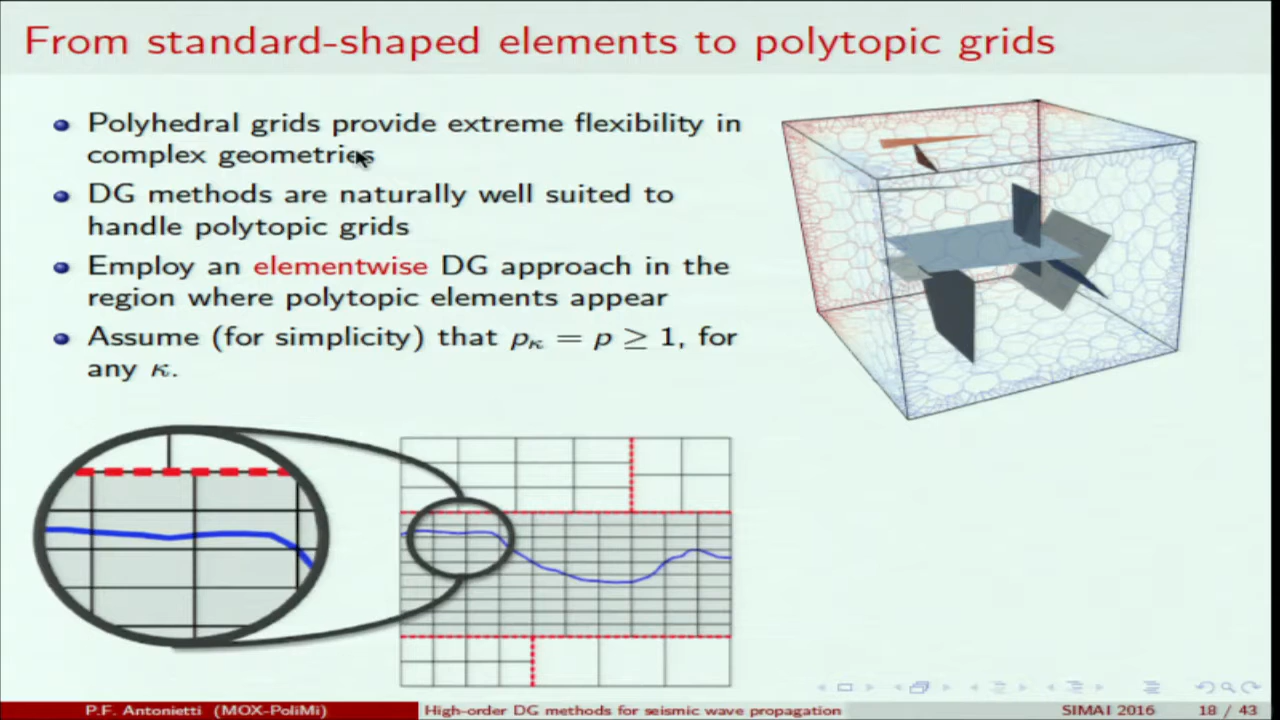 From standard-shaped elements to polytopic grids
Polyhedral grids provide extreme flexibility in
complex geometries
DG methods are naturally well suited to
handle polytopic grids
Employ an elementwise DG approach in the
region where polytopic elements appear
Assume (for simplicity) that pκ = p ≥ 1, for
any κ.
P.F. Antonietti (MOX-PoliMi) High-order DG methods for seismic wave propagation SIMAI 2016 18 / 43